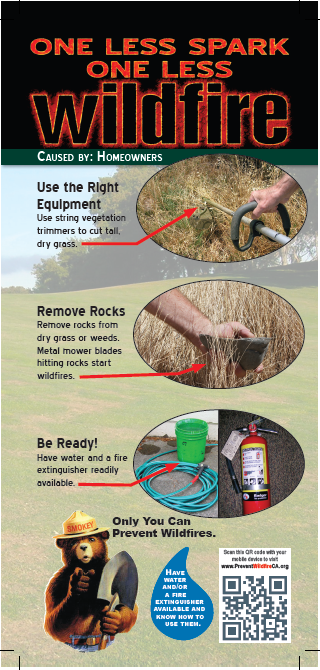 ONE LESS SPARK
ONE LESS
wildfire
CAUSED BY: HOMEOWNERS
Use the Right
Equipment
Use string vegetation
trimmers to cut tall,
dry grass.
Remove Rocks
Remove rocks from
dry grass or weeds.
Metal mower blades
hitting rocks start
wildfires.
Be Ready!
Have water and a fire
extinguisher readily
available.
SMOKEY
Only You Can
Prevent Wildfires.
HAVE
WATER
AND/OR
A FIRE
EXTINGUISHER
AVAILABLE AND
KNOW HOW TO
USE THEM.
Scan this QR code with your
mobile device to visit
www.PreventWildfireCA.org